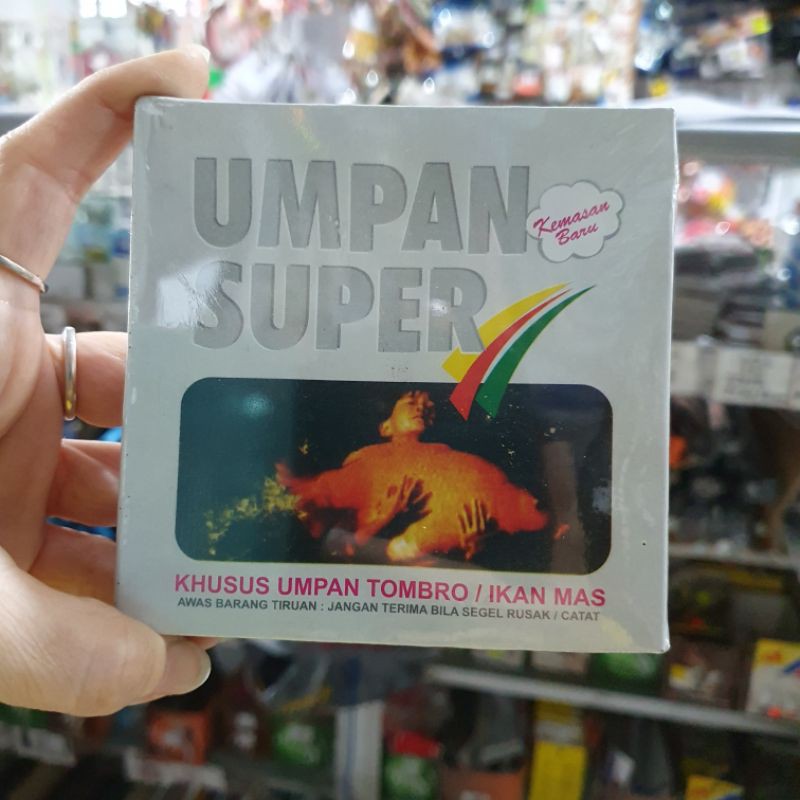 UMPAN
Kemasan
Baru
SUPER
KHUSUS UMPAN TOMBRO / IKAN MAS
AWAS BARANG TIRUAN : JANGAN TERIMA BILA SEGEL RUSAK / CATAT